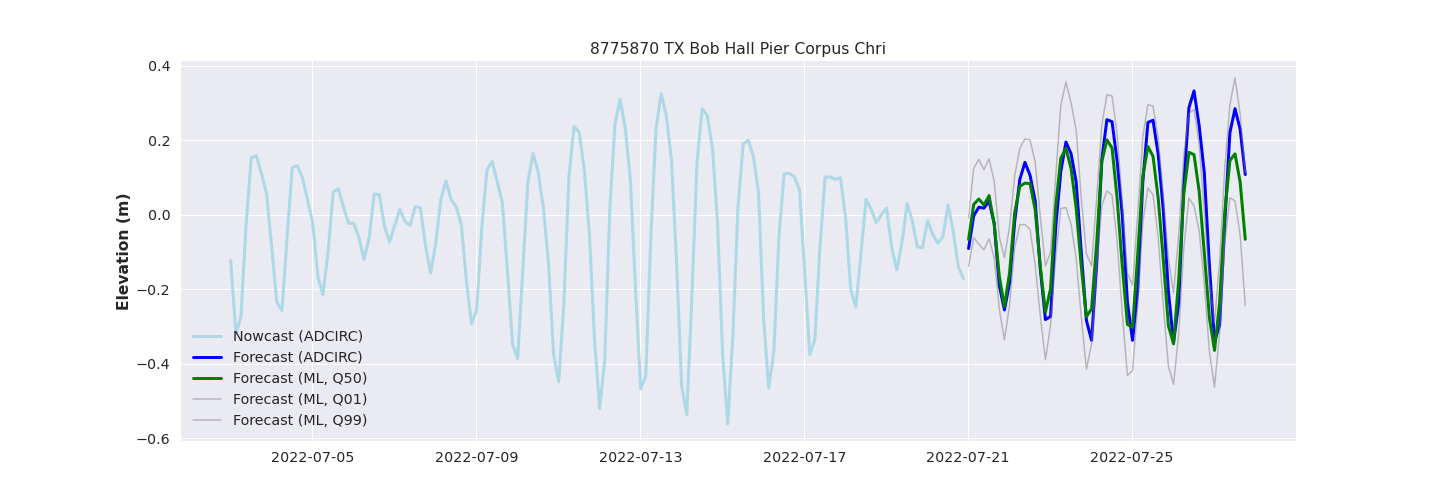 8775870 TX Bob Hall Pier Corpus Chri
Elevation (m)
0.4
0.2
0.0
−0.2
−0.4
−0.6
Nowcast (ADCIRC)
Forecast (ADCIRC)
Forecast (ML, Q50)
Forecast (ML, Q01)
Forecast (ML, Q99)
2022-07-05 2022-07-09 2022-07-13 2022-07-17 2022-07-21 2022-07-25